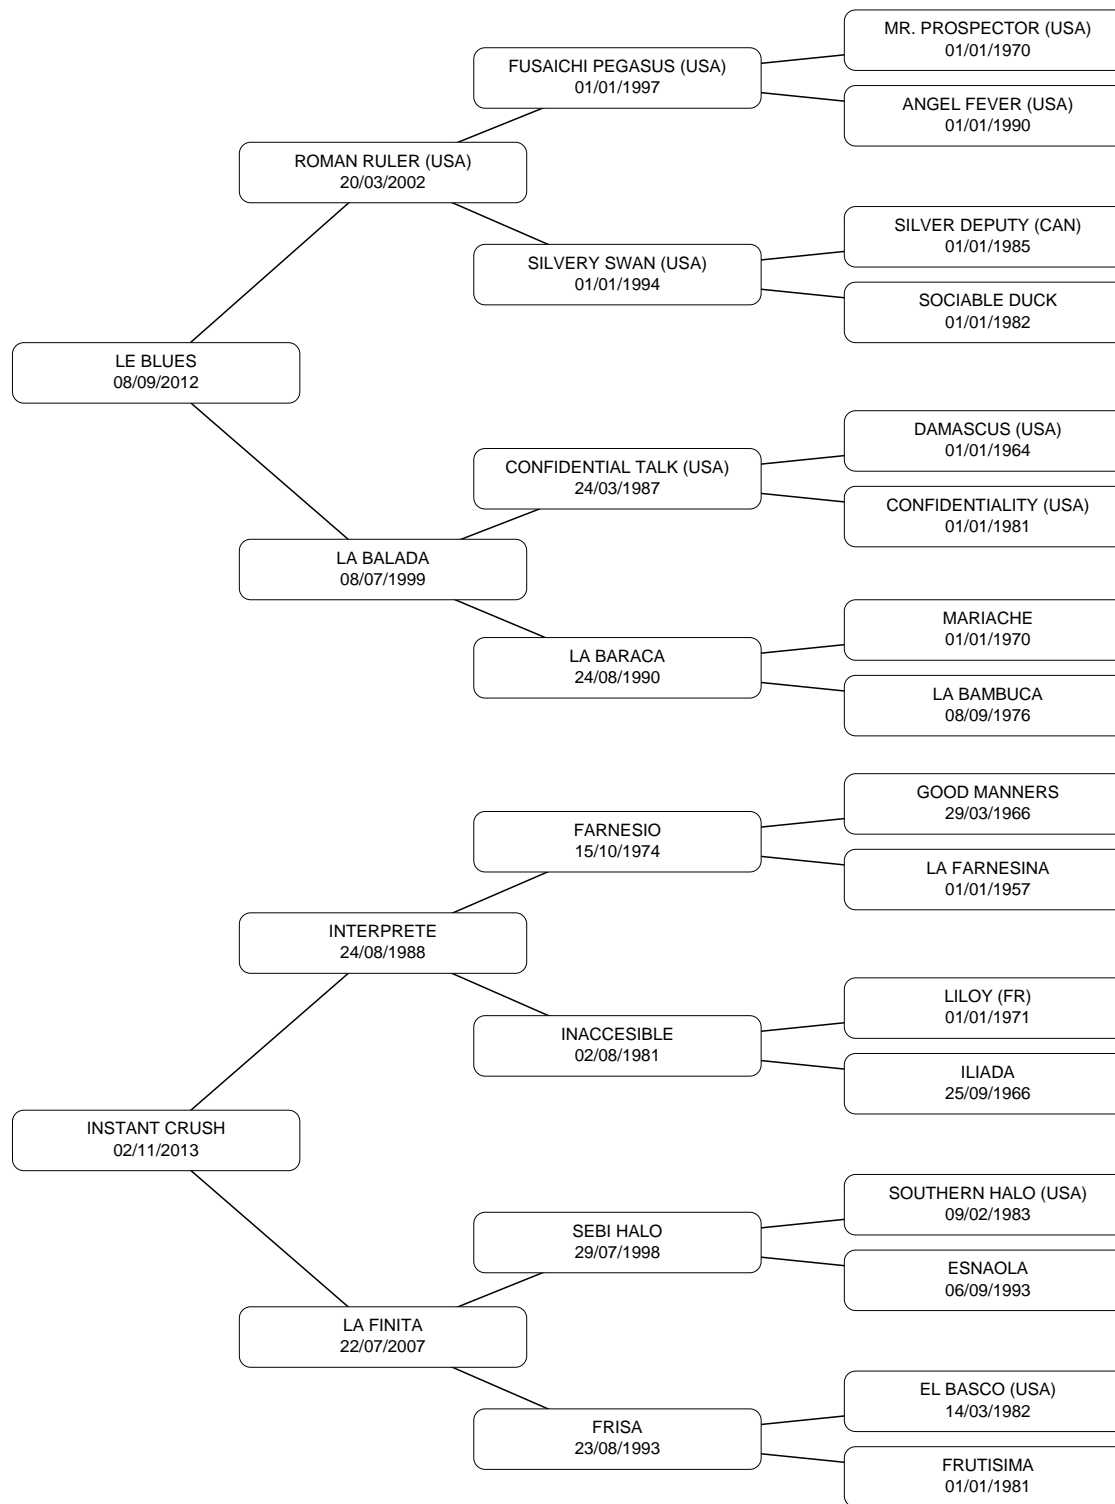 MR. PROSPECTOR (USA)
01/01/1970
FUSAICHI PEGASUS (USA)
01/01/1997
ANGEL FEVER (USA)
01/01/1990
ROMAN RULER (USA)
20/03/2002
SILVER DEPUTY (CAN)
01/01/1985
SILVERY SWAN (USA)
01/01/1994
SOCIABLE DUCK
01/01/1982
LE BLUES
08/09/2012
DAMASCUS (USA)
01/01/1964
CONFIDENTIAL TALK (USA)
24/03/1987
CONFIDENTIALITY (USA)
01/01/1981
LA BALADA
08/07/1999
MARIACHE
01/01/1970
LA BARACA
24/08/1990
LA BAMBUCA
08/09/1976
GOOD MANNERS
29/03/1966
FARNESIO
15/10/1974
LA FARNESINA
01/01/1957
INTERPRETE
24/08/1988
LILOY (FR)
01/01/1971
INACCESIBLE
02/08/1981
ILIADA
25/09/1966
INSTANT CRUSH
02/11/2013
SOUTHERN HALO (USA)
09/02/1983
SEBI HALO
29/07/1998
ESNAOLA
06/09/1993
LA FINITA
22/07/2007
EL BASCO (USA)
14/03/1982
FRISA
23/08/1993
FRUTISIMA
01/01/1981